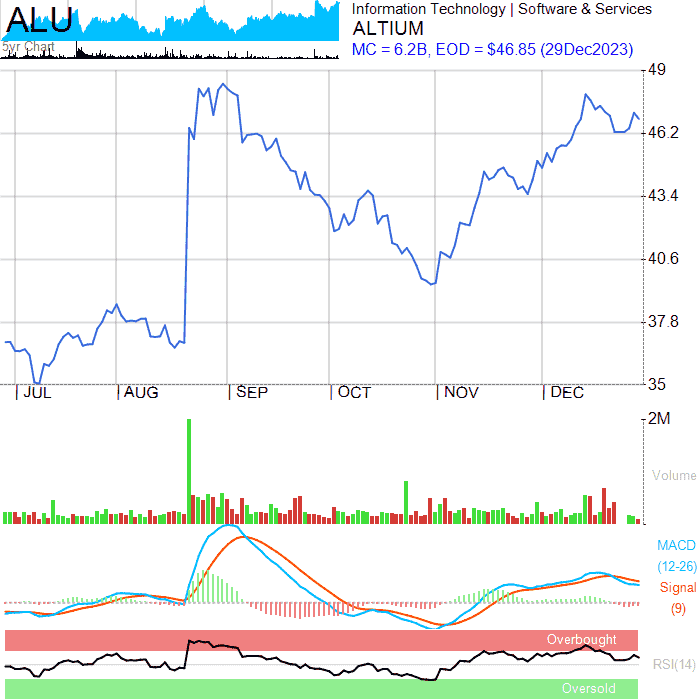 ALU
5yr Chart
Information Technology | Software & Services
ALTIUM
MC = 6.2B, EOD = $46.85 (29Dec2023)
49
46.2
43.4
40.6
37.8
35
JUL AUG SEP OCT NOV DEC
2M
Volume
MACD
(12-26)
Signal
(9)
Overbought
RSI(14)
Oversold